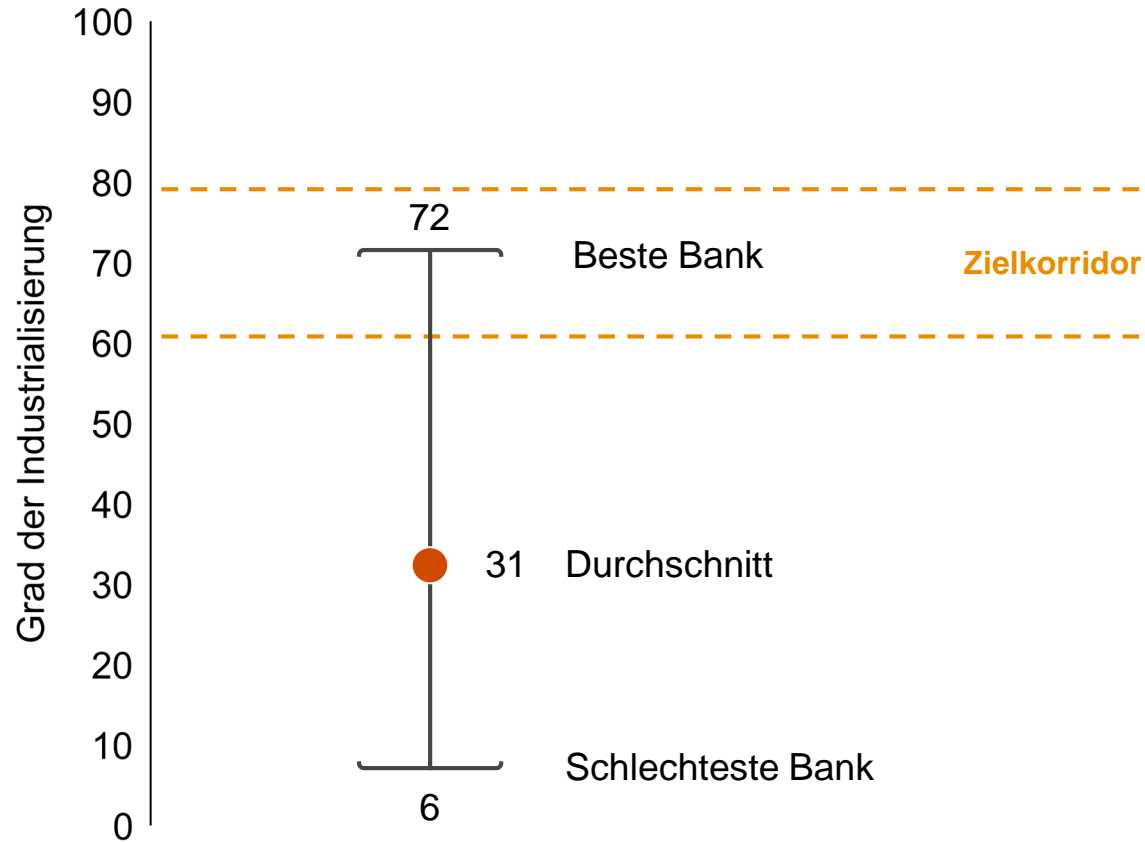 Grad der Industrialisierung
100
90
80
70
60
50
40
30
20
10
0
72
Beste Bank
Zielkorridor
31 Durchschnitt
Schlechteste Bank
6